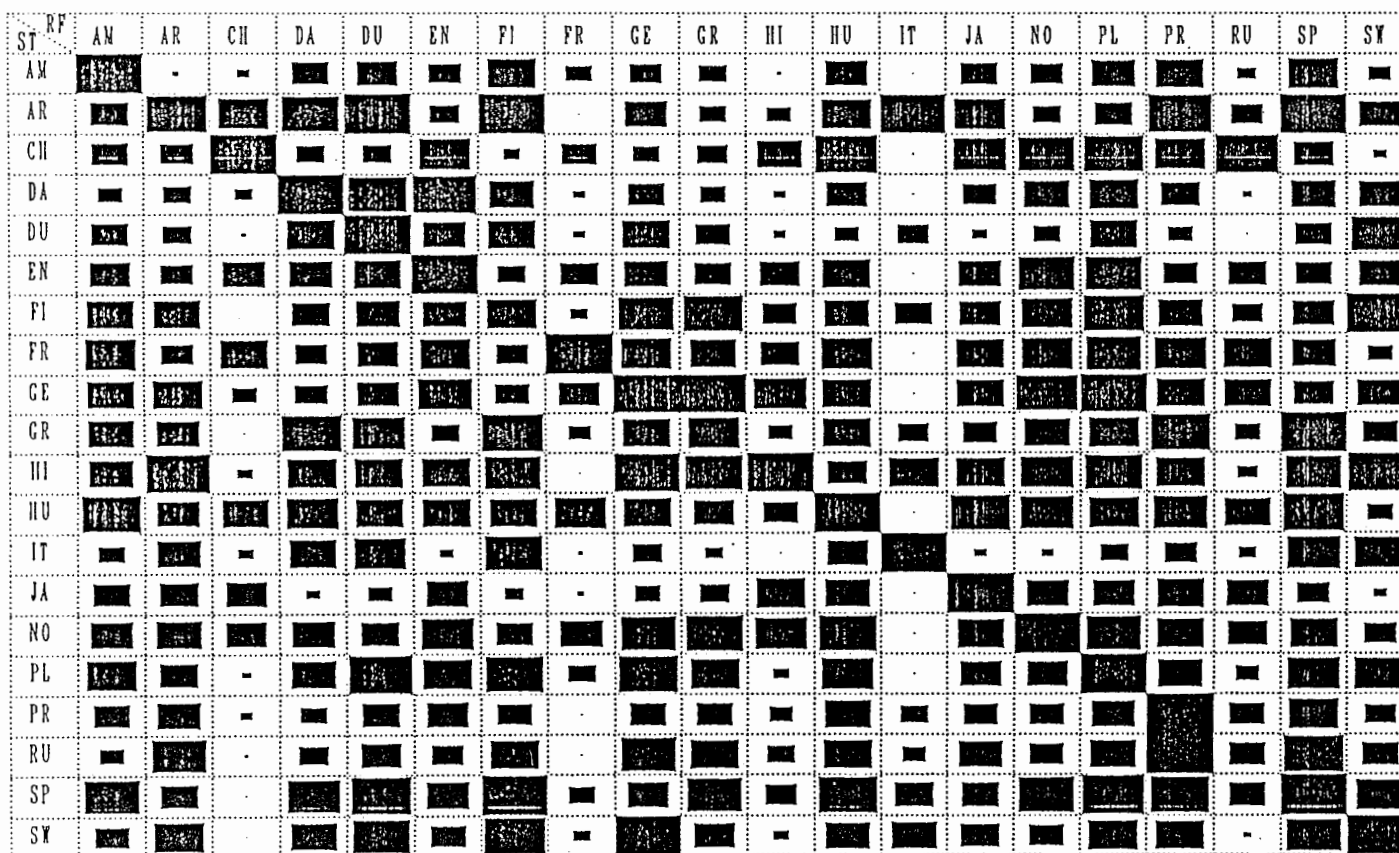 ST RF AM AR CH DA DU EN FI FR GE GR HI HU IT JA NO PL PR RU SP SW
AM
AR
CH
DA
DU
EN
FI
FR
GE
GR
HI
HU
IT
JA
NO
PL
PR
RU
SP
SW